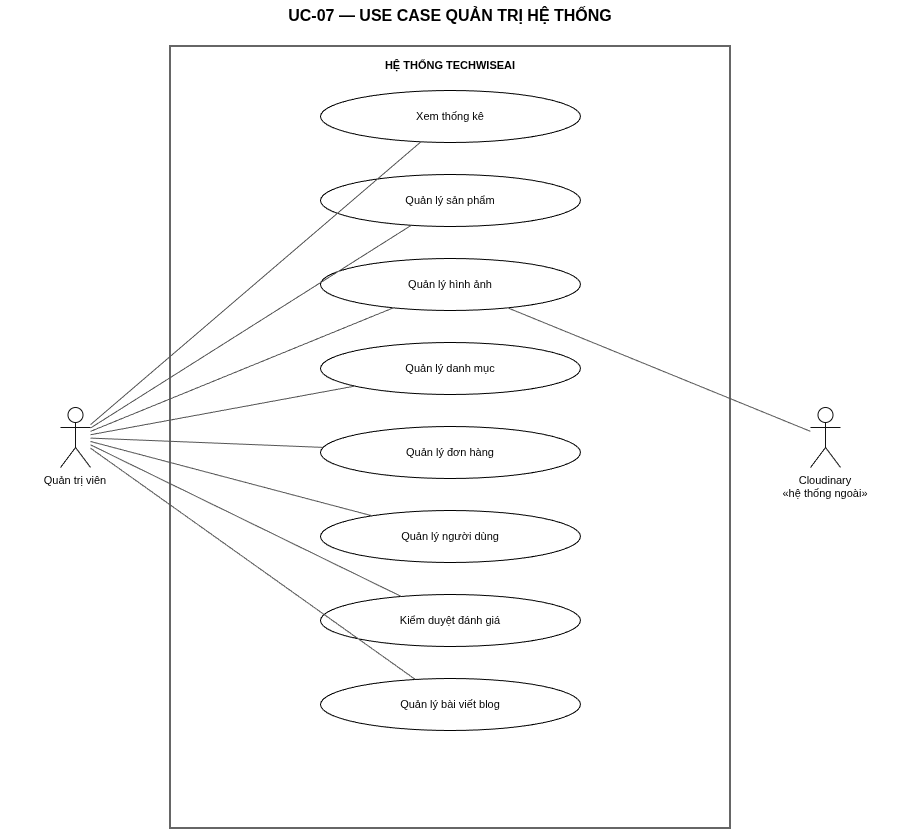 UC-07 — USE CASE QUẢN TRỊ HỆ THỐNG
HỆ THỐNG TECHWISEAI
Xem thống kê
Quản lý sản phẩm
Quản lý hình ảnh
Quản lý danh mục
Quản lý đơn hàng
Quản trị viên
Cloudinary
«hệ thống ngoài»
Quản lý người dùng
Kiểm duyệt đánh giá
Quản lý bài viết blog